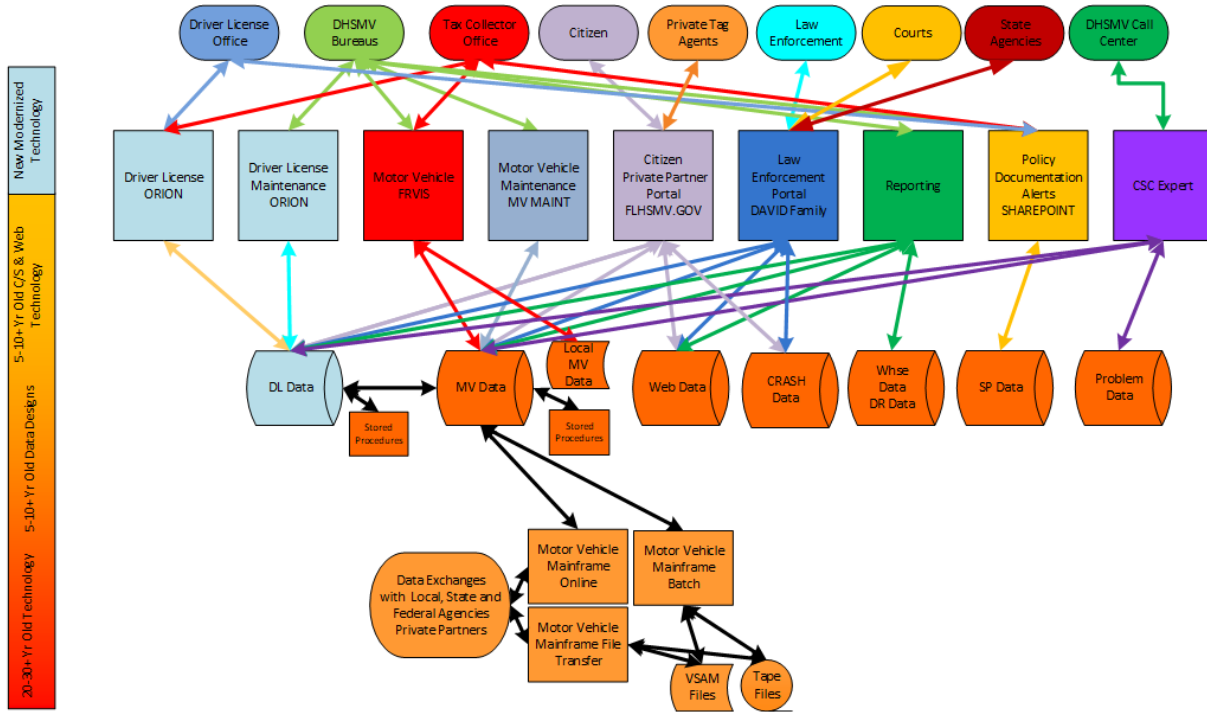 Driver License
Office
DHSMV
Bureaus
Tax Collector
Office
Citizen
Private Tag
Agents
Law
Enforcement
Courts
State
Agencies
DHSMV Call
Center
New Modernized
Technology
5-10+ Yr Old C/S & Web
Technology
5-10+ Yr Old Data Designs
20-30+ Yr Old Technology
Driver License
ORION
Driver License
Maintenance
ORION
Motor Vehicle
FRVIS
Motor Vehicle
Maintenance
MV MAINT
Citizen
Private Partner
Portal
FLHSMV.GOV
Law
Enforcement
Portal
DAVID Family
Reporting
Policy
Documentation
Alerts
SHAREPOINT
CSC Expert
DL Data
Stored
Procedures
MV Data
Local
MV
Data
Stored
Procedures
Web Data
CRASH
Data
Whse
Data
DR Data
SP Data
Problem
Data
Motor Vehicle
Mainframe
Online
Motor Vehicle
Mainframe
Batch
Data Exchanges
with Local, State and
Federal Agencies
Private Partners
Motor Vehicle
Mainframe File
Transfer
VSAM
Files
Tape
Files